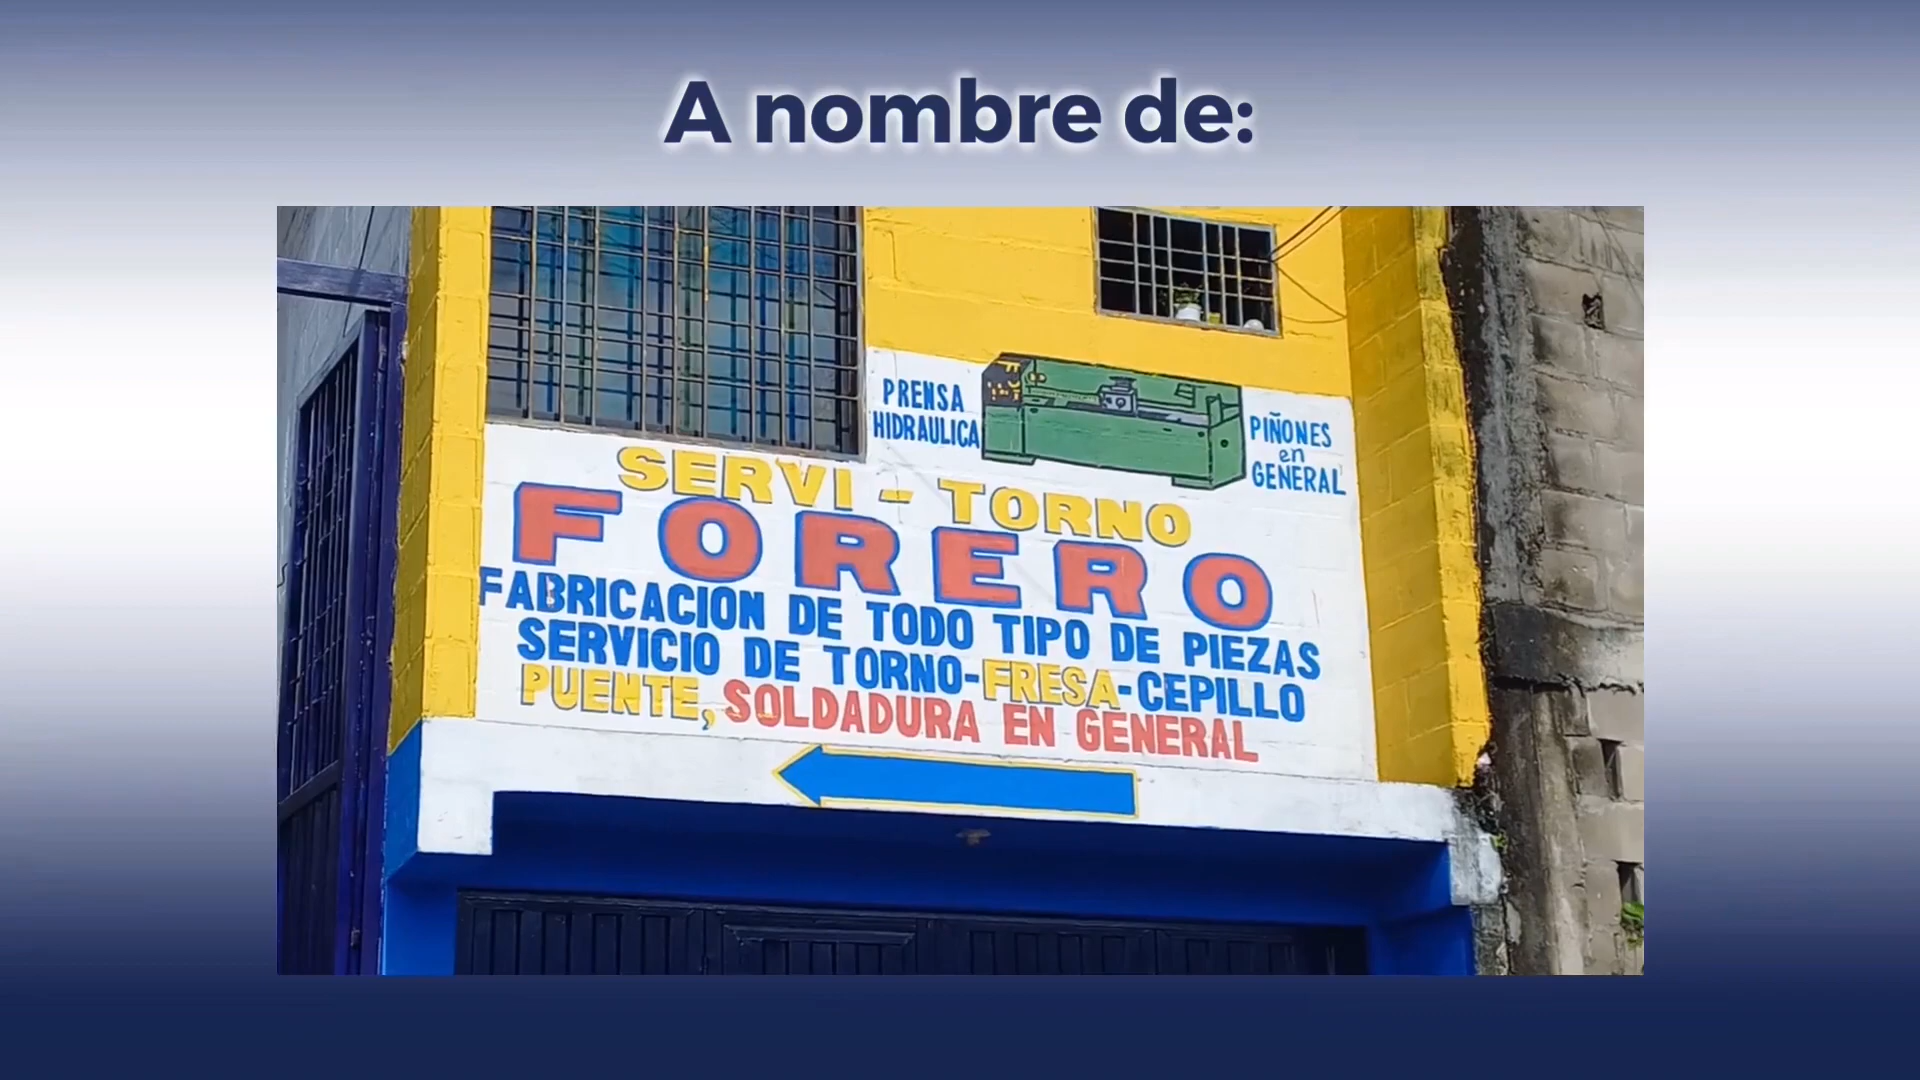 A nombre de:
PRENSA
HIDRAULICA
PIÑONES
en
GENERAL
SERVI - TORNO
FORERO
FABRICACION DE TODO TIPO DE PIEZAS
SERVICIO DE TORNO-FRESA-CEPILLO
PUENTE, SOLDADURA EN GENERAL